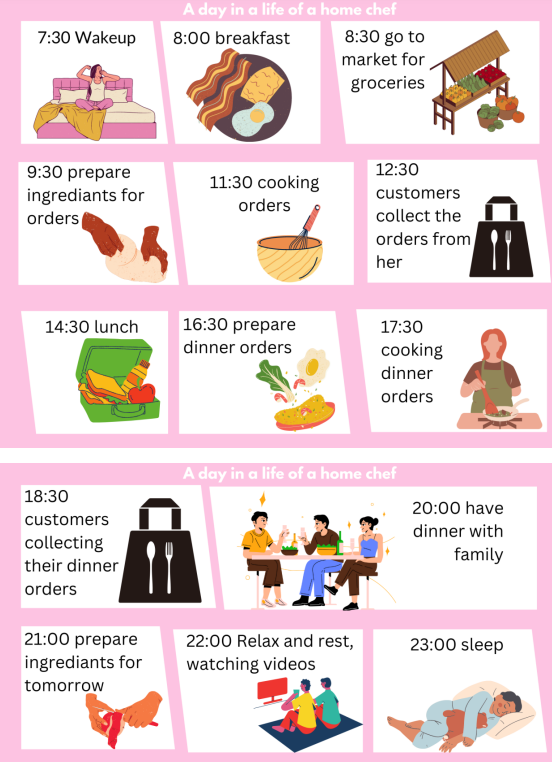 A day in a life of a home chef
7:30 Wakeup
8:00 breakfast
8:30 go to
market for
groceries
9:30 prepare
ingrediants for
orders
11:30 cooking
orders
12:30
customers
collect the
orders from
her
14:30 lunch
16:30 prepare
dinner orders
17:30
cooking
dinner
orders
A day in a life of a home chef
18:30
customers
collecting
their dinner
orders
20:00 have
dinner with
family
21:00 prepare
ingrediants for
tomorrow
22:00 Relax and rest,
watching videos
23:00 sleep